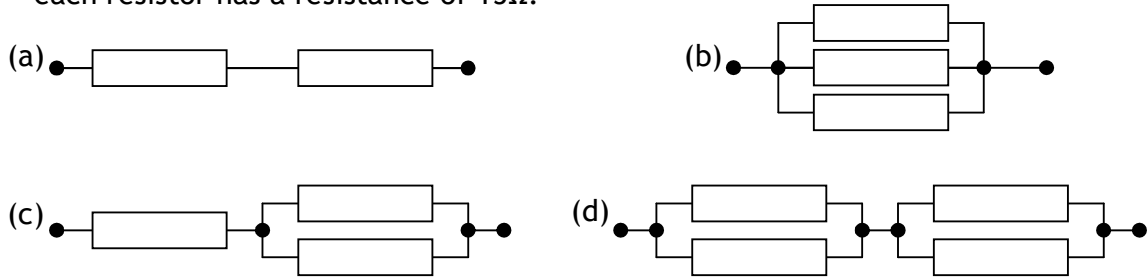 each resistor has a resistance of 15Ω.
(a) (b)
(c) (d)